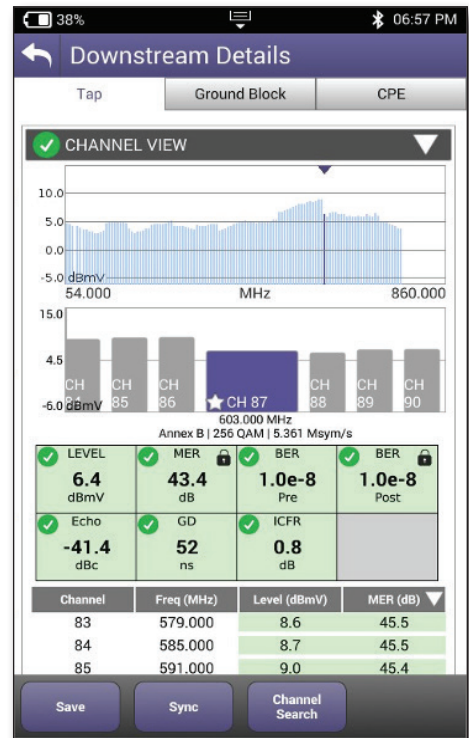 38% 06:57 PM
Downstream Details
Tap Ground Block CPE
CHANNEL VIEW
10.0
5.0
0.0
-5.0 dBmV
54.000 MHz 860.000
15.0
4.5
CH CH CH CH CH CH
-6.0 dBmV 85 86 CH 87 88 89 90
603.000 MHz
Annex B | 256 QAM | 5.361 Msym/s
LEVEL MER BER BER
6.4 43.4 1.0e-8 1.0e-8
dBmV dB Pre Post
Echo GD ICFR
-41.4 52 0.8
dBc ns dB
Channel Freq (MHz) Level (dBmV) MER (dB)
83 579.000 8.6 45.5
84 585.000 8.7 45.5
85 591.000 9.0 45.4
Save Sync Channel
Search